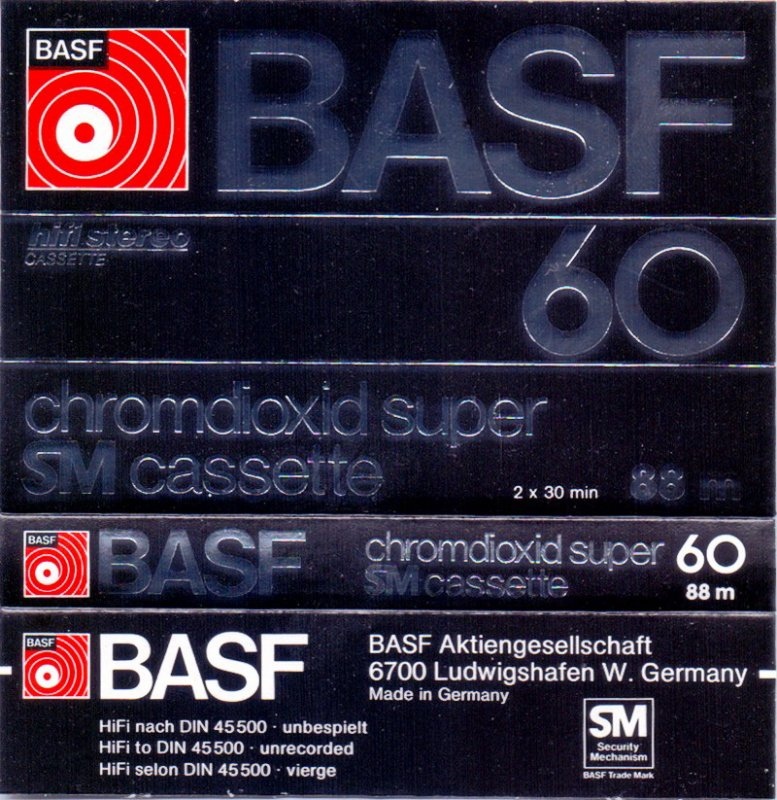 BASF
BASF
hifi stereo
CASSETTE
60
chromdioxid super
SM cassette
2 x 30 min
88 m
BASF
BASF
chromdioxid super
SM cassette
60
88 m
BASF
BASF
BASF Aktiengesellschaft
6700 Ludwigshafen W. Germany
Made in Germany
HiFi nach DIN 45500 · unbespielt
HiFi to DIN 45500 · unrecorded
HiFi selon DIN 45500 · vierge
SM
Security
Mechanism
BASF Trade Mark